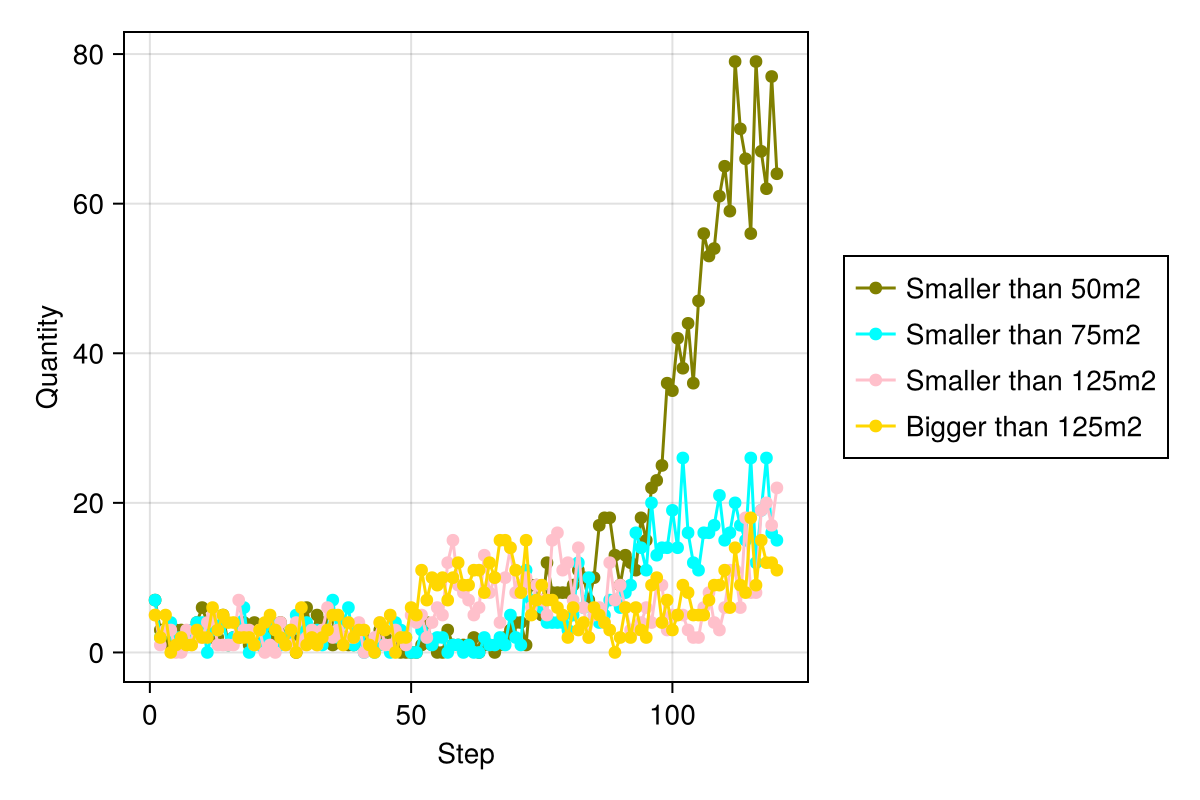 80
60
40
20
0
Quantity
0 50 100
Step
Smaller than 50m2
Smaller than 75m2
Smaller than 125m2
Bigger than 125m2